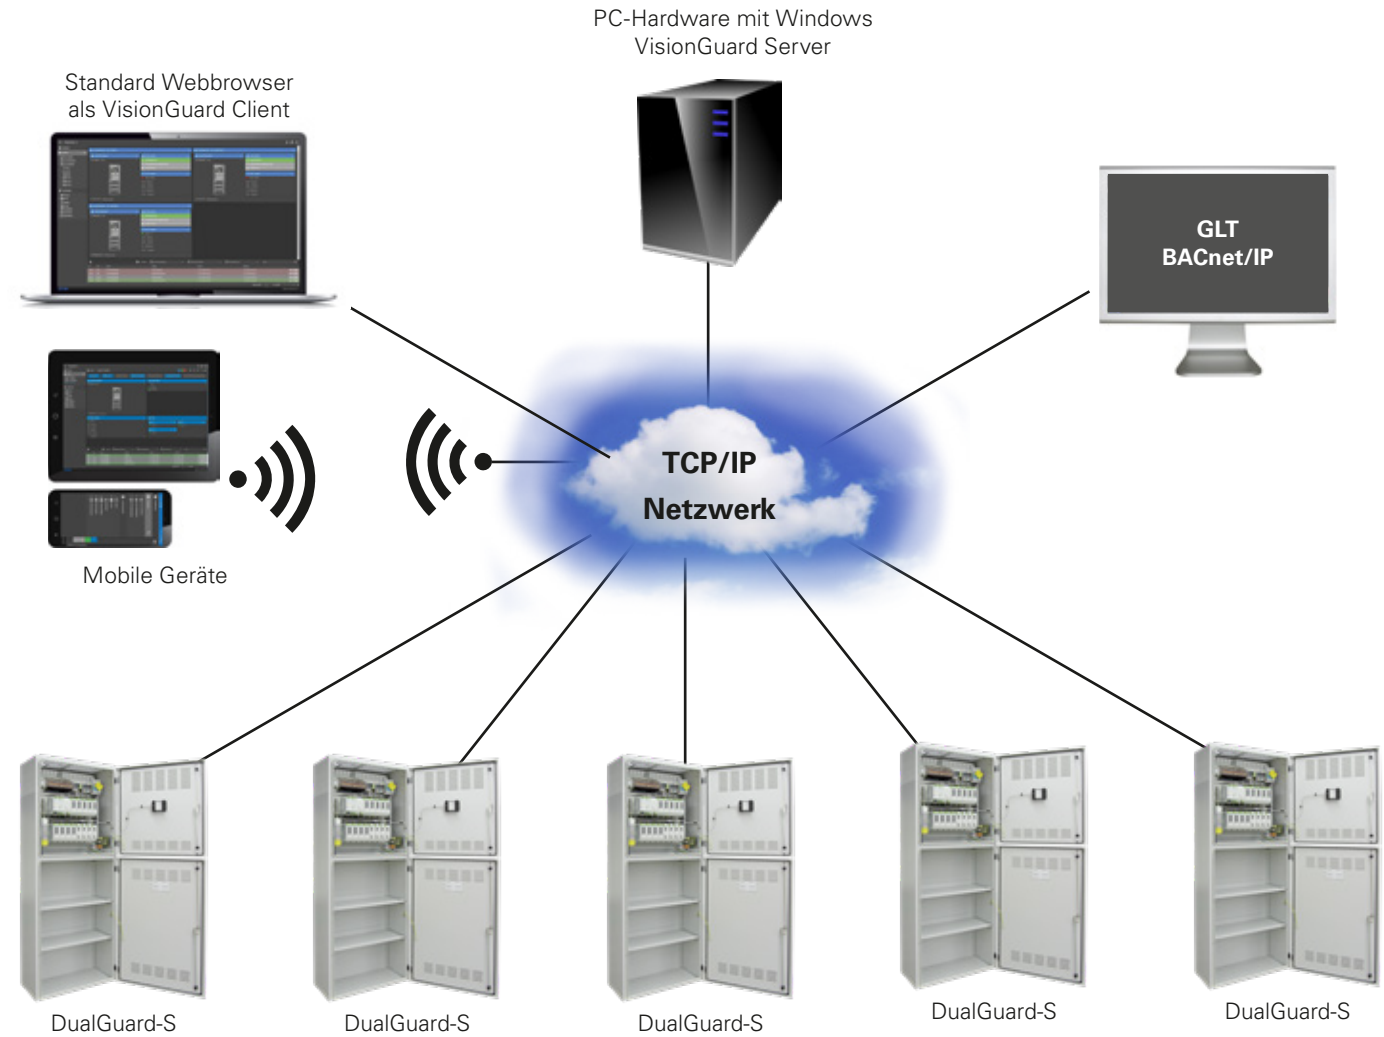 PC-Hardware mit Windows
VisionGuard Server
Standard Webbrowser
als VisionGuard Client
GLT
BACnet/IP
TCP/IP
Netzwerk
Mobile Geräte
DualGuard-S
DualGuard-S
DualGuard-S
DualGuard-S
DualGuard-S